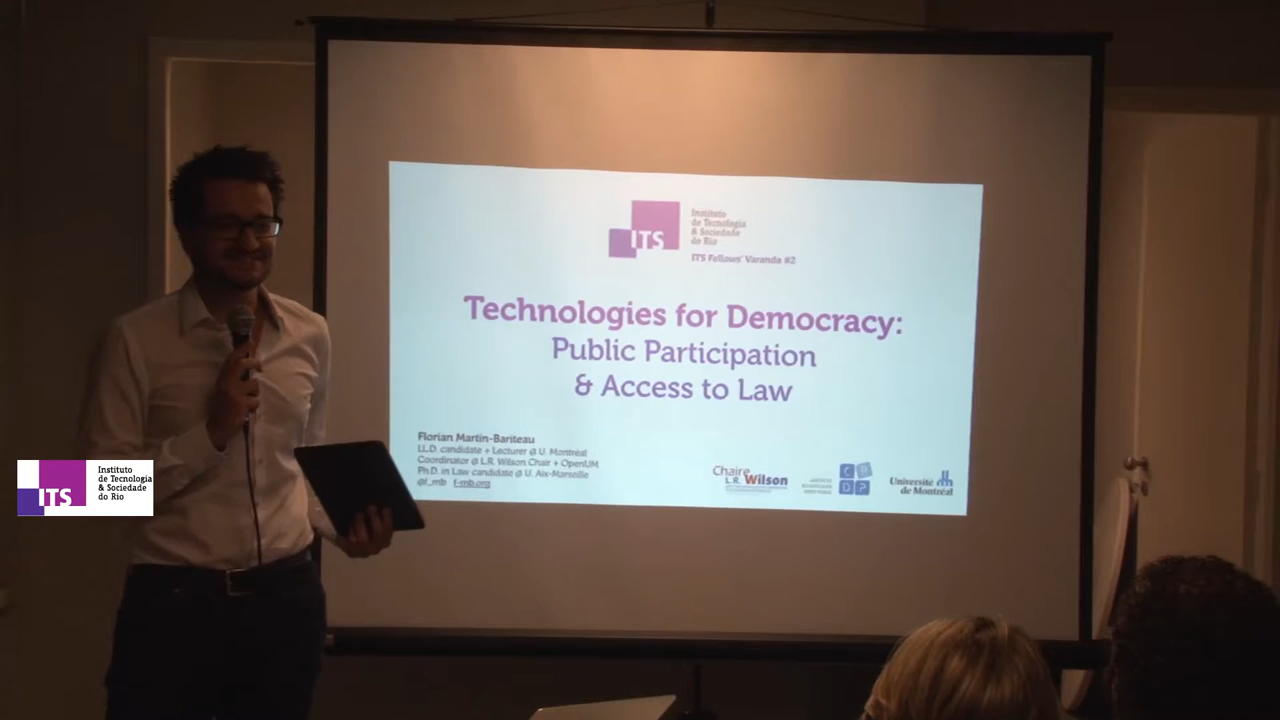 ITS
Instituto
de Tecnologia
& Sociedade
do Rio
ITS Fellows' Varanda #2
Technologies for Democracy:
Public Participation
& Access to Law
Florian Martin-Bariteau
LL.D. candidate + Lecturer @ U. Montréal
Coordinator @ L.R. Wilson Chair + OpenUM
Ph.D. in Law candidate @ U. Aix-Marseille
@f_mb f-mb.org
Chaire
L.R. Wilson
C P
D P
Université
de Montréal
ITS
Instituto
de Tecnologia
& Sociedade
do Rio